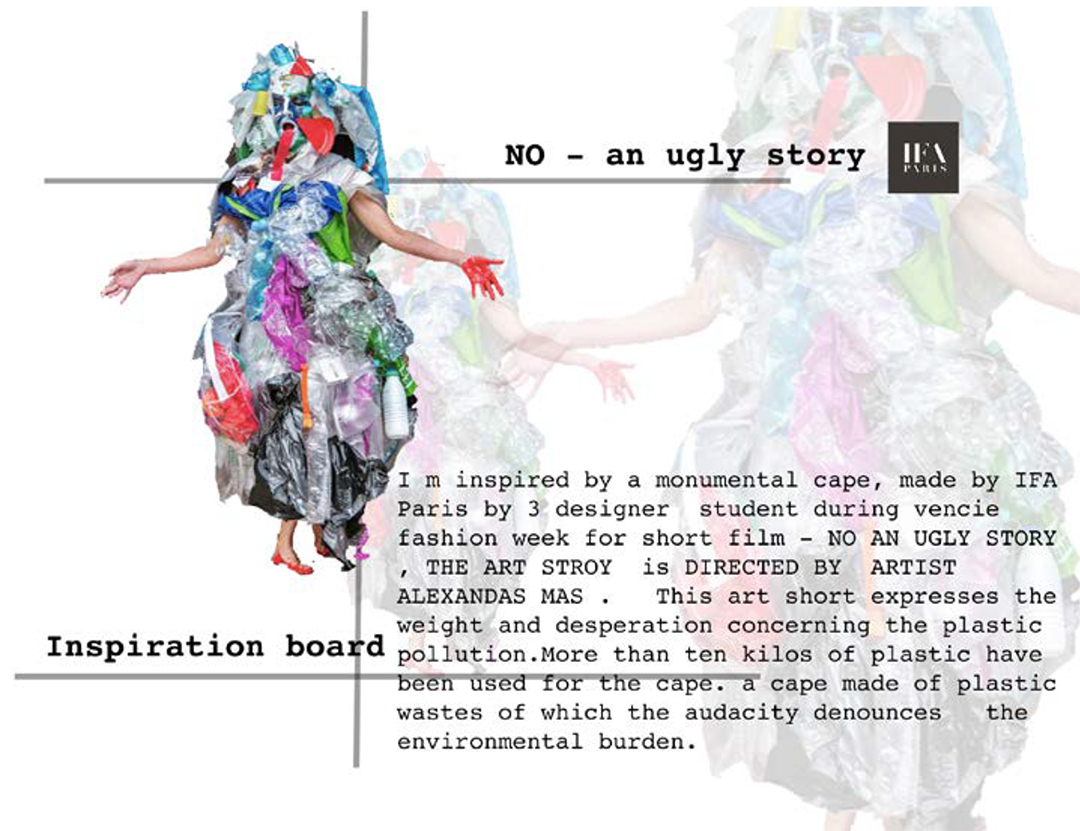 NO - an ugly story
IFA
PARIS
I m inspired by a monumental cape, made by IFA
Paris by 3 designer student during vencie
fashion week for short film - NO AN UGLY STORY
, THE ART STROY is DIRECTED BY ARTIST
ALEXANDAS MAS . This art short expresses the
weight and desperation concerning the plastic
pollution.More than ten kilos of plastic have
been used for the cape. a cape made of plastic
wastes of which the audacity denounces the
environmental burden.
Inspiration board